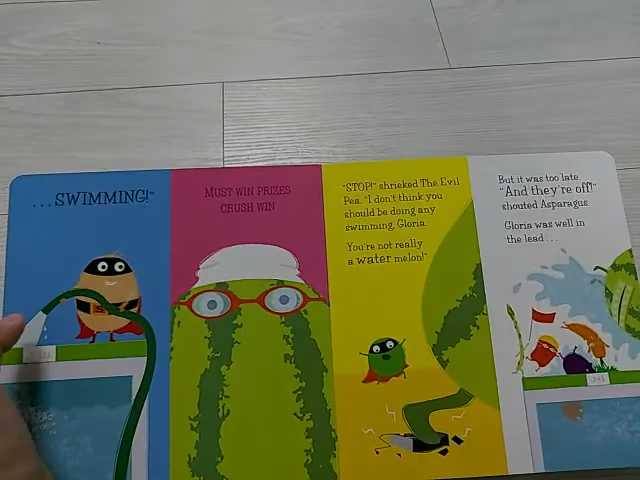 ...SWIMMING!"
MUST WIN PRIZES
CRUSH WIN
"STOP!" shrieked The Evil
Pea. "I don't think you
should be doing any
swimming, Gloria.
You're not really
a water melon!"
But it was too late.
"And they're off!"
shouted Asparagus
Gloria was well in
the lead...